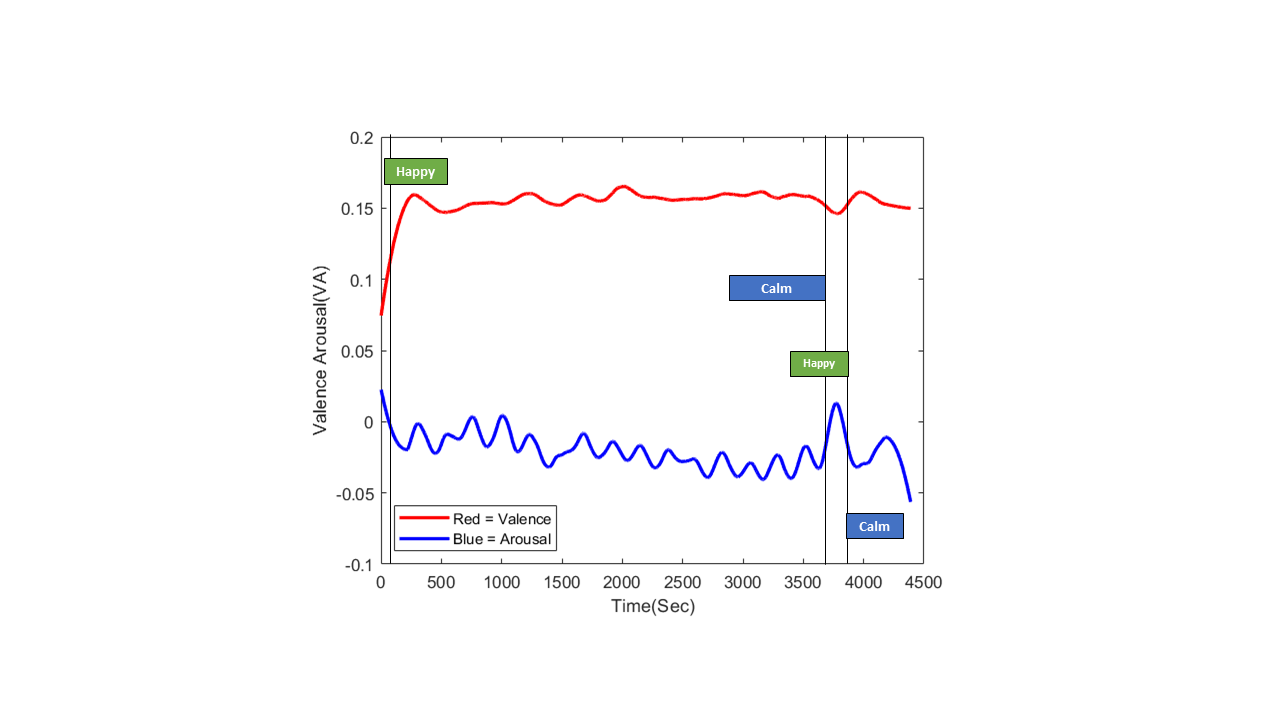 0.2
Happy
0.15
0.1
Calm
0.05
Happy
0
-0.05
Red = Valence
Blue = Arousal
Calm
-0.1
0 500 1000 1500 2000 2500 3000 3500 4000 4500
Time(Sec)
Valence Arousal(VA)